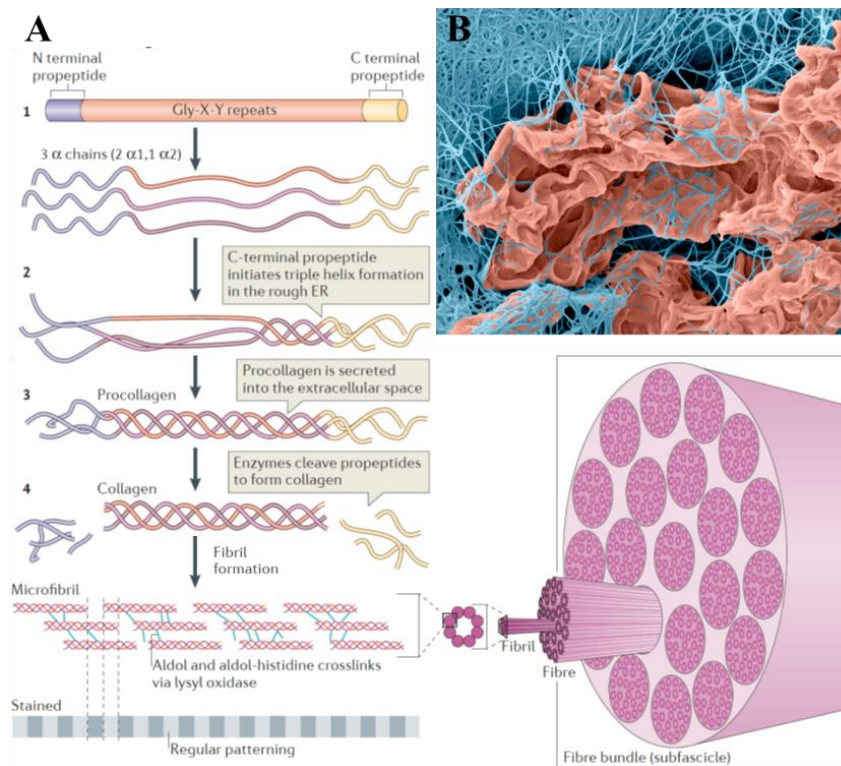 A
B
N terminal
propeptide
C terminal
propeptide
1
Gly-X-Y repeats
3 α chains (2 α1,1 α2)
2
C-terminal propeptide
initiates triple helix formation
in the rough ER
3
Procollagen
Procollagen is secreted
into the extracellular space
4
Collagen
Enzymes cleave propeptides
to form collagen
Fibril
formation
Microfibril
Aldol and aldol-histidine crosslinks
via lysyl oxidase
Stained
Regular patterning
Fibril
Fibre
Fibre bundle (subfascicle)